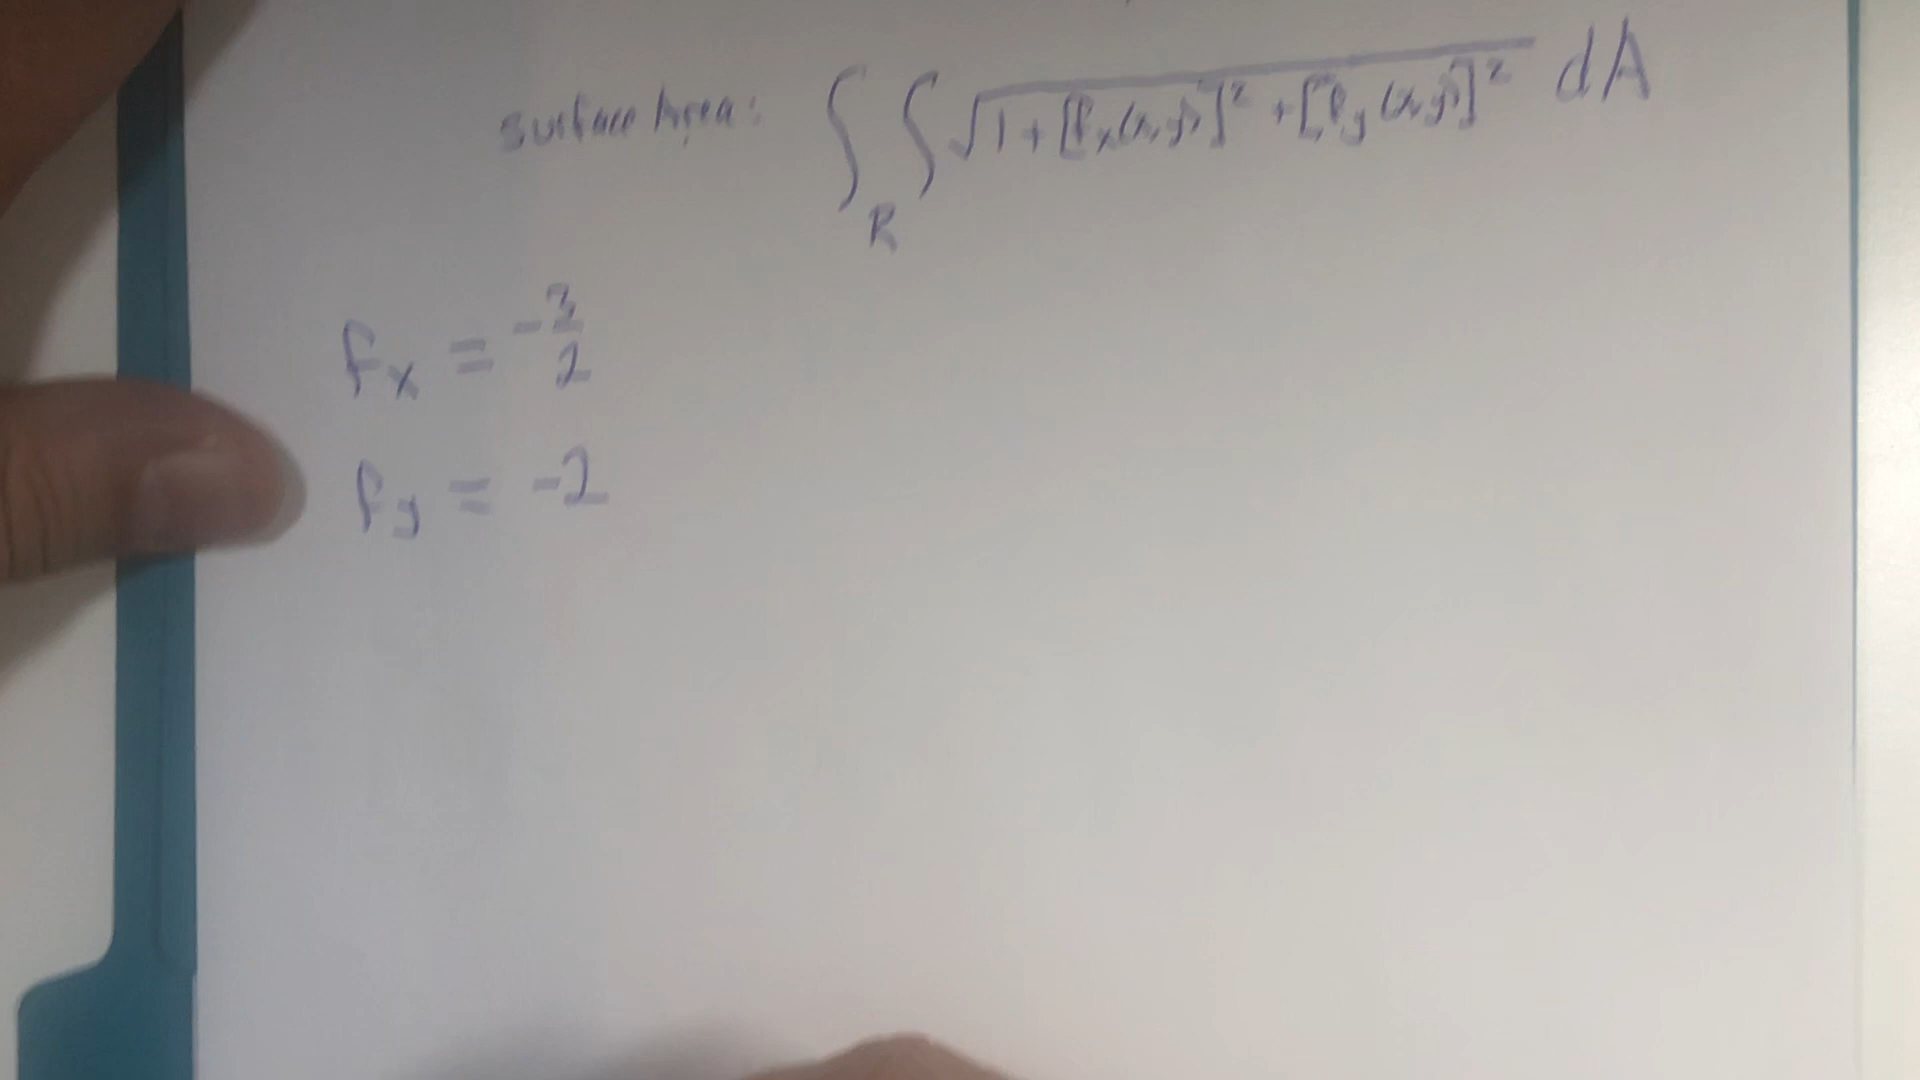 Surface Area: ∫∫_R √(1 + [f_x(x,y)]² + [f_y(x,y)]²) dA
f_x = -3/2
f_y = -2